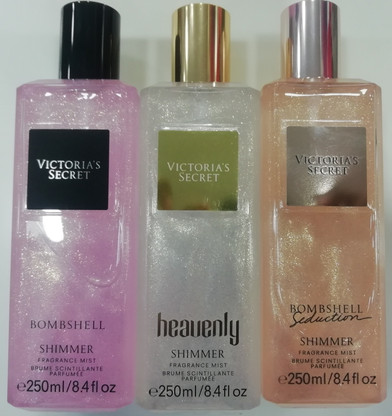 VICTORIA'S
SECRET
BOMBSHELL
SHIMMER
FRAGRANCE MIST
BRUME SCINTILLANTE
PARFUMÉE
e250ml/8.4fl oz
VICTORIA'S
SECRET
heavenly
SHIMMER
FRAGRANCE MIST
BRUME SCINTILLANTE
PARFUMÉE
e250ml/8.4fl oz
VICTORIA'S
SECRET
BOMBSHELL
Seduction
SHIMMER
FRAGRANCE MIST
BRUME SCINTILLANTE
PARFUMÉE
e250ml/8.4fl oz